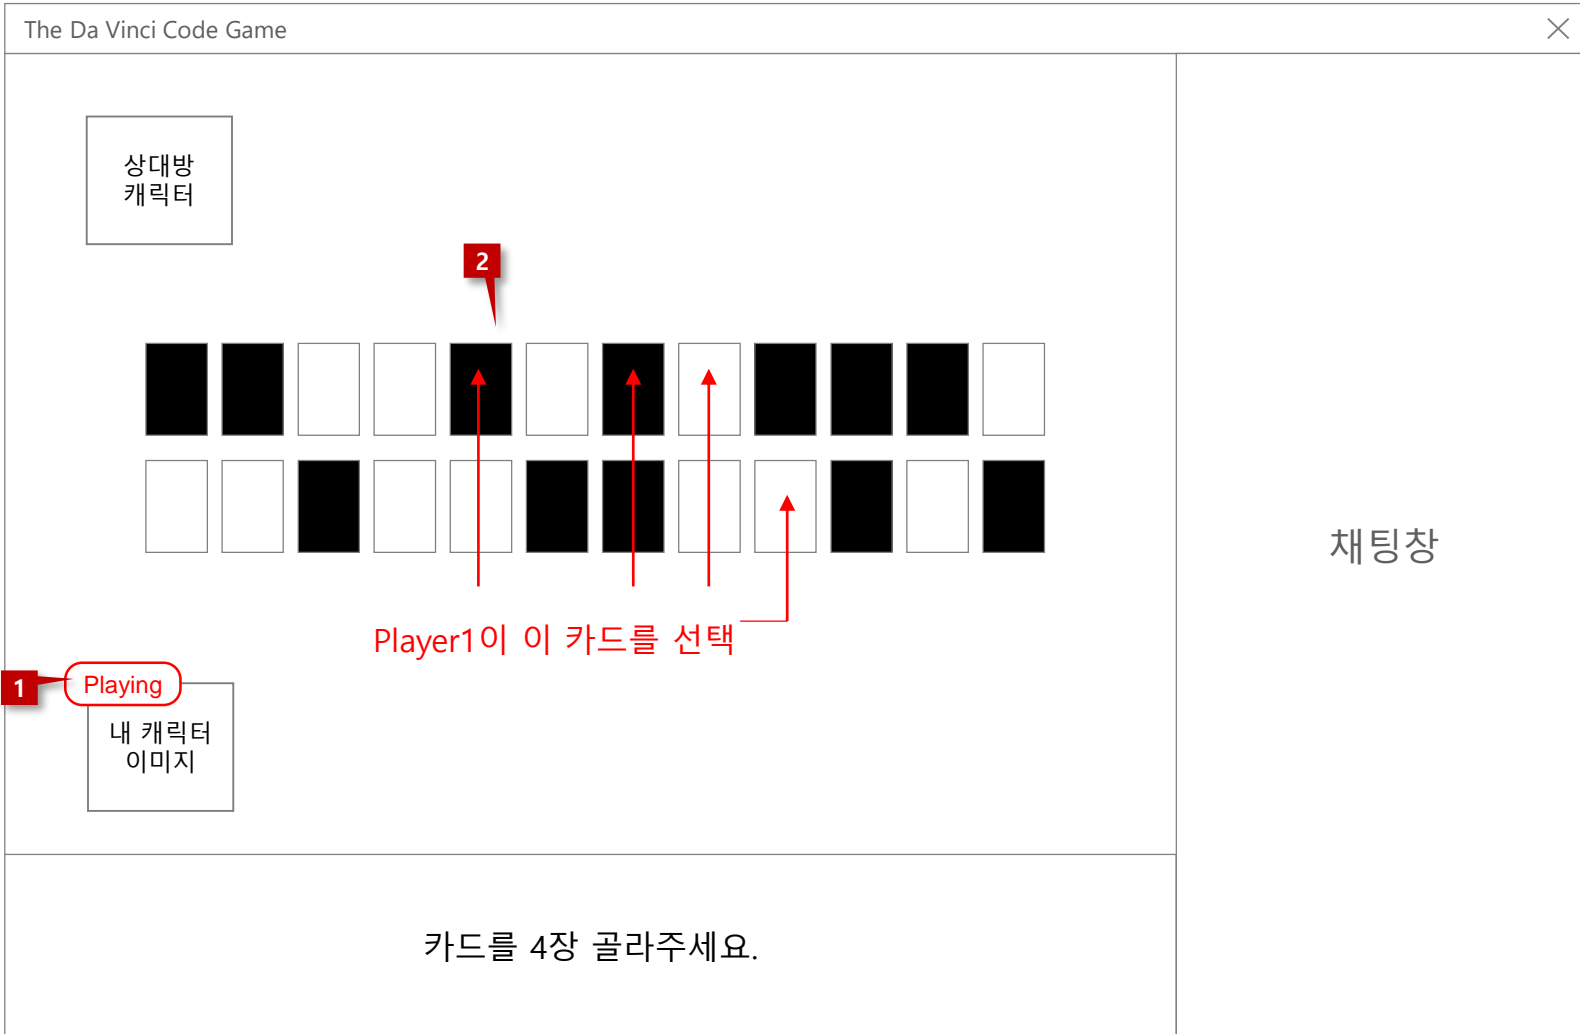 The Da Vinci Code Game
상대방
캐릭터
2
Player1이 이 카드를 선택
채팅창
1
Playing
내 캐릭터
이미지
카드를 4장 골라주세요.